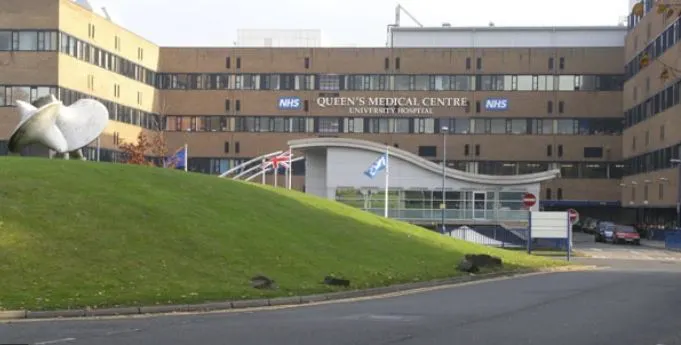 NHS
QUEEN'S MEDICAL CENTRE
NHS
UNIVERSITY HOSPITAL